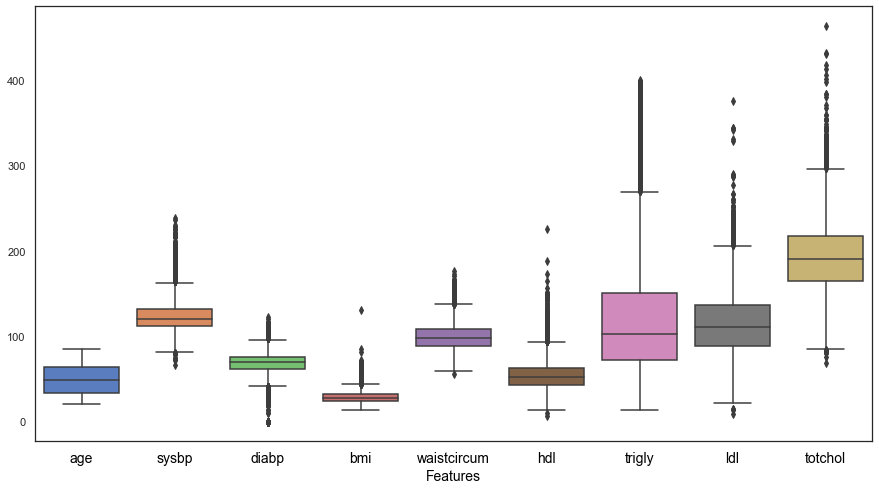 400
300
200
100
0
age sysbp diabp bmi waistcircum hdl trigly ldl totchol
Features